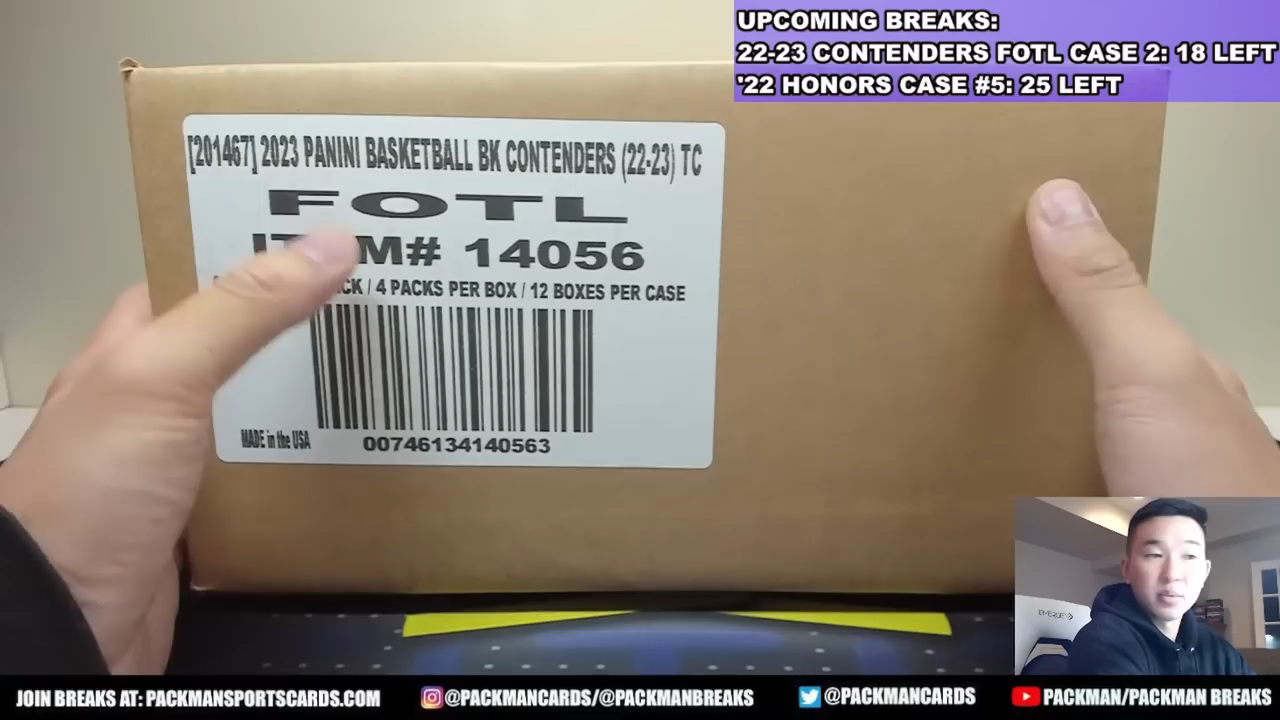 UPCOMING BREAKS:
22-23 CONTENDERS FOTL CASE 2: 18 LEFT
'22 HONORS CASE #5: 25 LEFT
[201467] 2023 PANINI BASKETBALL BK CONTENDERS (22-23) TC
FOTL
# 14056
/ 4 PACKS PER BOX / 12 BOXES PER CASE
MADE in the USA
00746134140563
JOIN BREAKS AT: PACKMANSPORTSCARDS.COM
@PACKMANCARDS/@PACKMANBREAKS
@PACKMANCARDS
PACKMAN/PACKMAN BREAKS